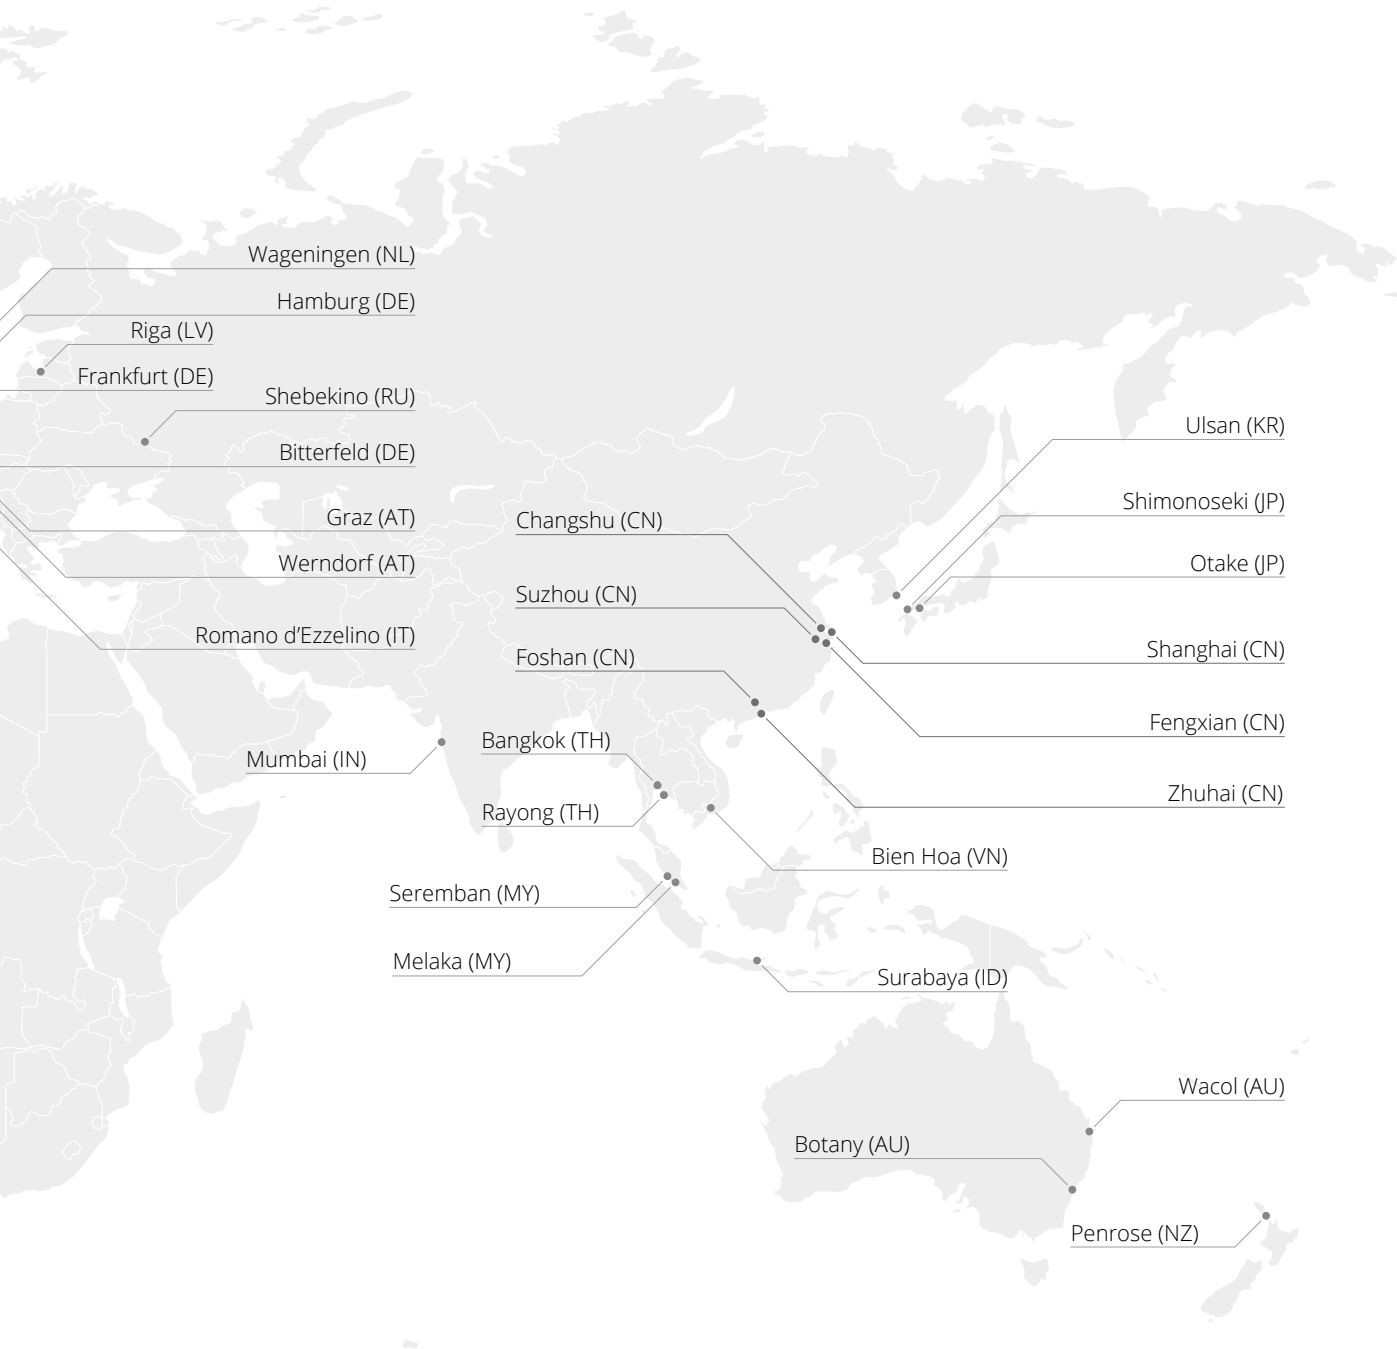 Wageningen (NL)
Hamburg (DE)
Riga (LV)
Frankfurt (DE)
Shebekino (RU)
Ulsan (KR)
Bitterfeld (DE)
Shimonoseki (JP)
Graz (AT)
Changshu (CN)
Werndorf (AT)
Otake (JP)
Suzhou (CN)
Romano d’Ezzelino (IT)
Shanghai (CN)
Foshan (CN)
Fengxian (CN)
Bangkok (TH)
Mumbai (IN)
Zhuhai (CN)
Rayong (TH)
Bien Hoa (VN)
Seremban (MY)
Melaka (MY)
Surabaya (ID)
Wacol (AU)
Botany (AU)
Penrose (NZ)